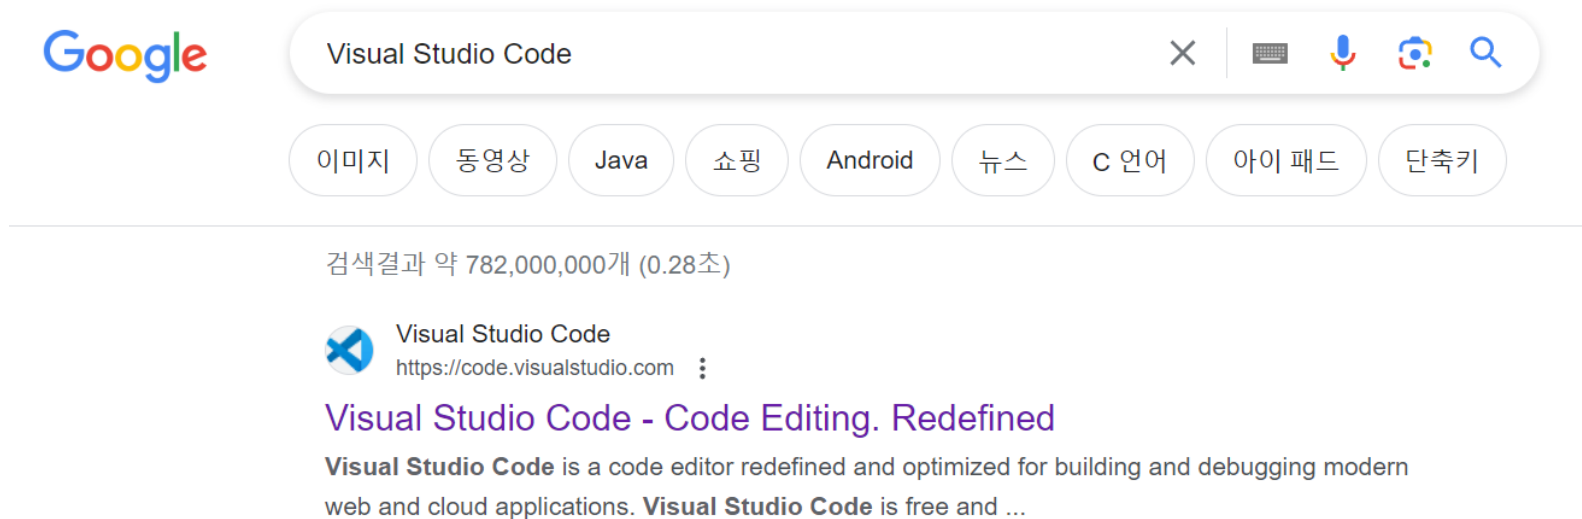 Google
Visual Studio Code
이미지 동영상 Java 쇼핑 Android 뉴스 C 언어 아이 패드 단축키
검색결과 약 782,000,000개 (0.28초)
Visual Studio Code
https://code.visualstudio.com
Visual Studio Code - Code Editing. Redefined
Visual Studio Code is a code editor redefined and optimized for building and debugging modern
web and cloud applications. Visual Studio Code is free and ...